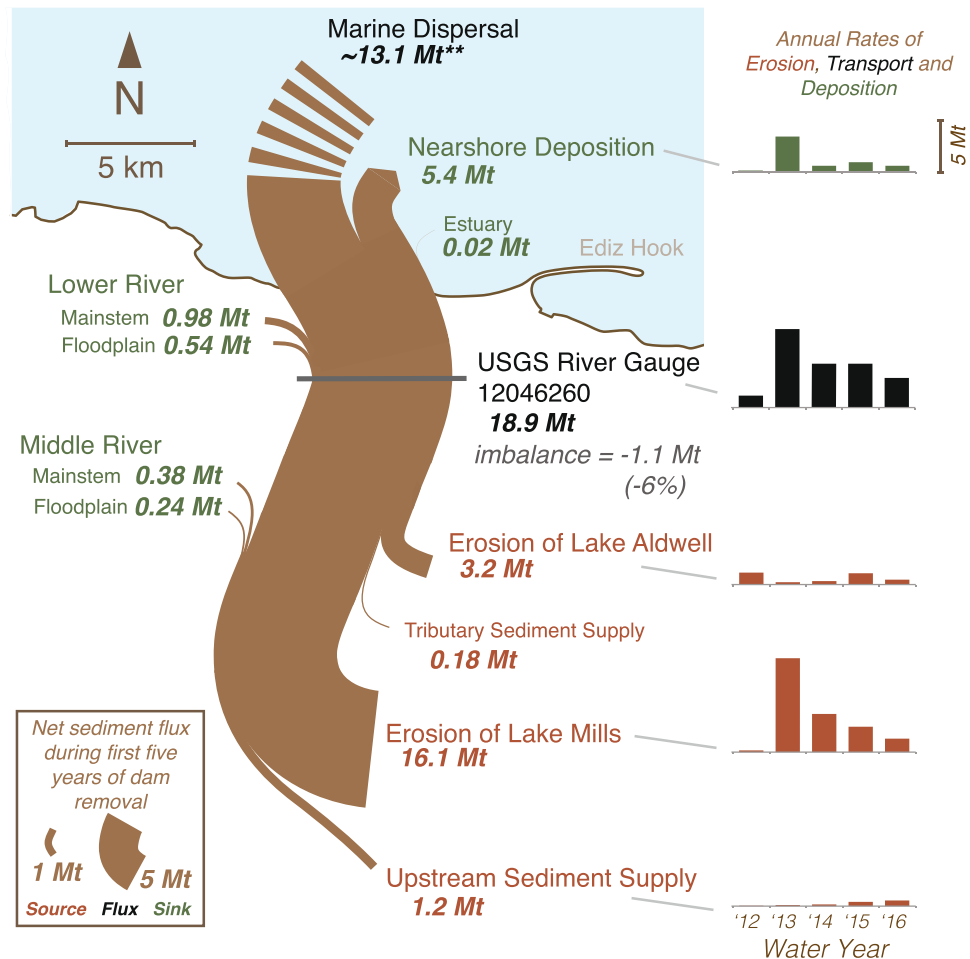 Marine Dispersal
~13.1 Mt**
N
5 km
Annual Rates of
Erosion, Transport and
Deposition
5 Mt
Nearshore Deposition
5.4 Mt
Estuary
0.02 Mt
Ediz Hook
Lower River
Mainstem 0.98 Mt
Floodplain 0.54 Mt
USGS River Gauge
12046260
18.9 Mt
imbalance = -1.1 Mt
(-6%)
Middle River
Mainstem 0.38 Mt
Floodplain 0.24 Mt
Erosion of Lake Aldwell
3.2 Mt
Tributary Sediment Supply
0.18 Mt
Erosion of Lake Mills
16.1 Mt
Net sediment flux
during first five
years of dam
removal
1 Mt
5 Mt
Source Flux Sink
Upstream Sediment Supply
1.2 Mt
‘12 ‘13 ‘14 ‘15 ‘16
Water Year